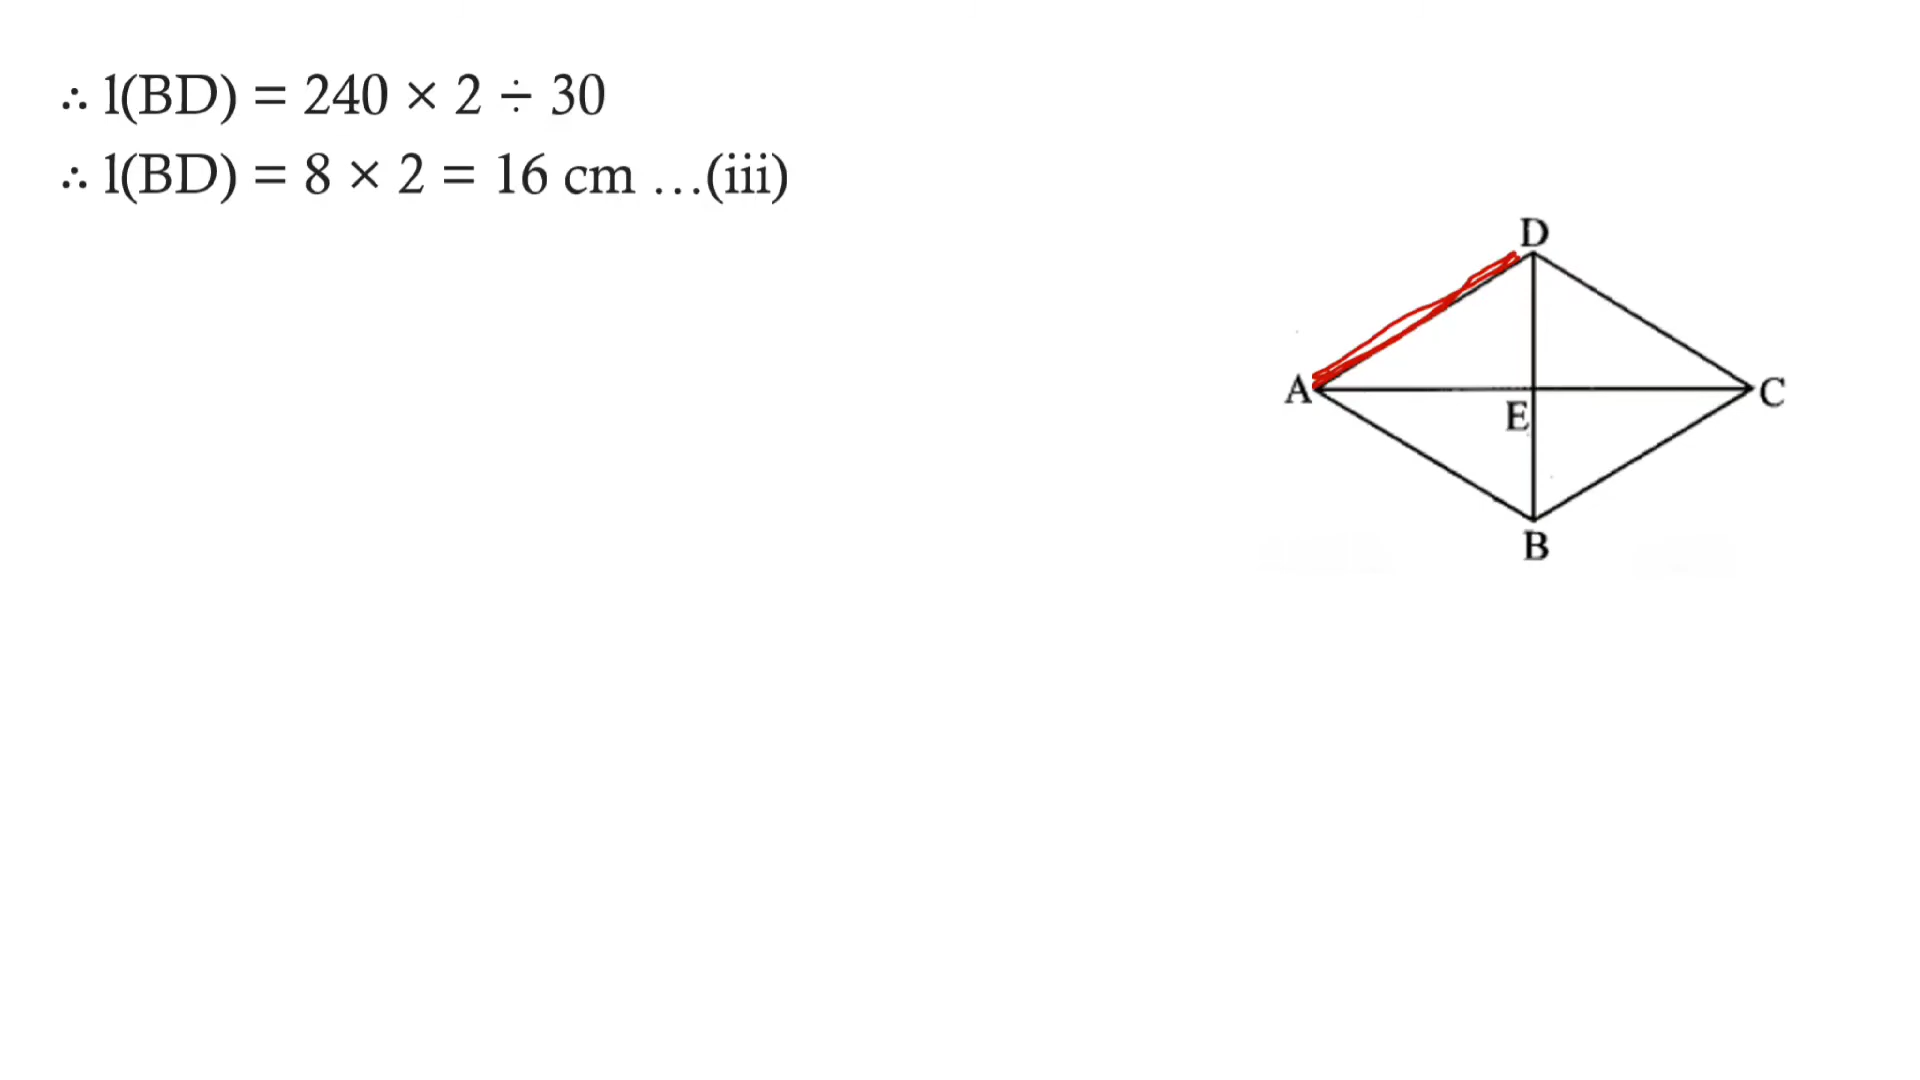 ∴ l(BD) = 240 × 2 ÷ 30
∴ l(BD) = 8 × 2 = 16 cm …(iii)
D
A
E
C
B